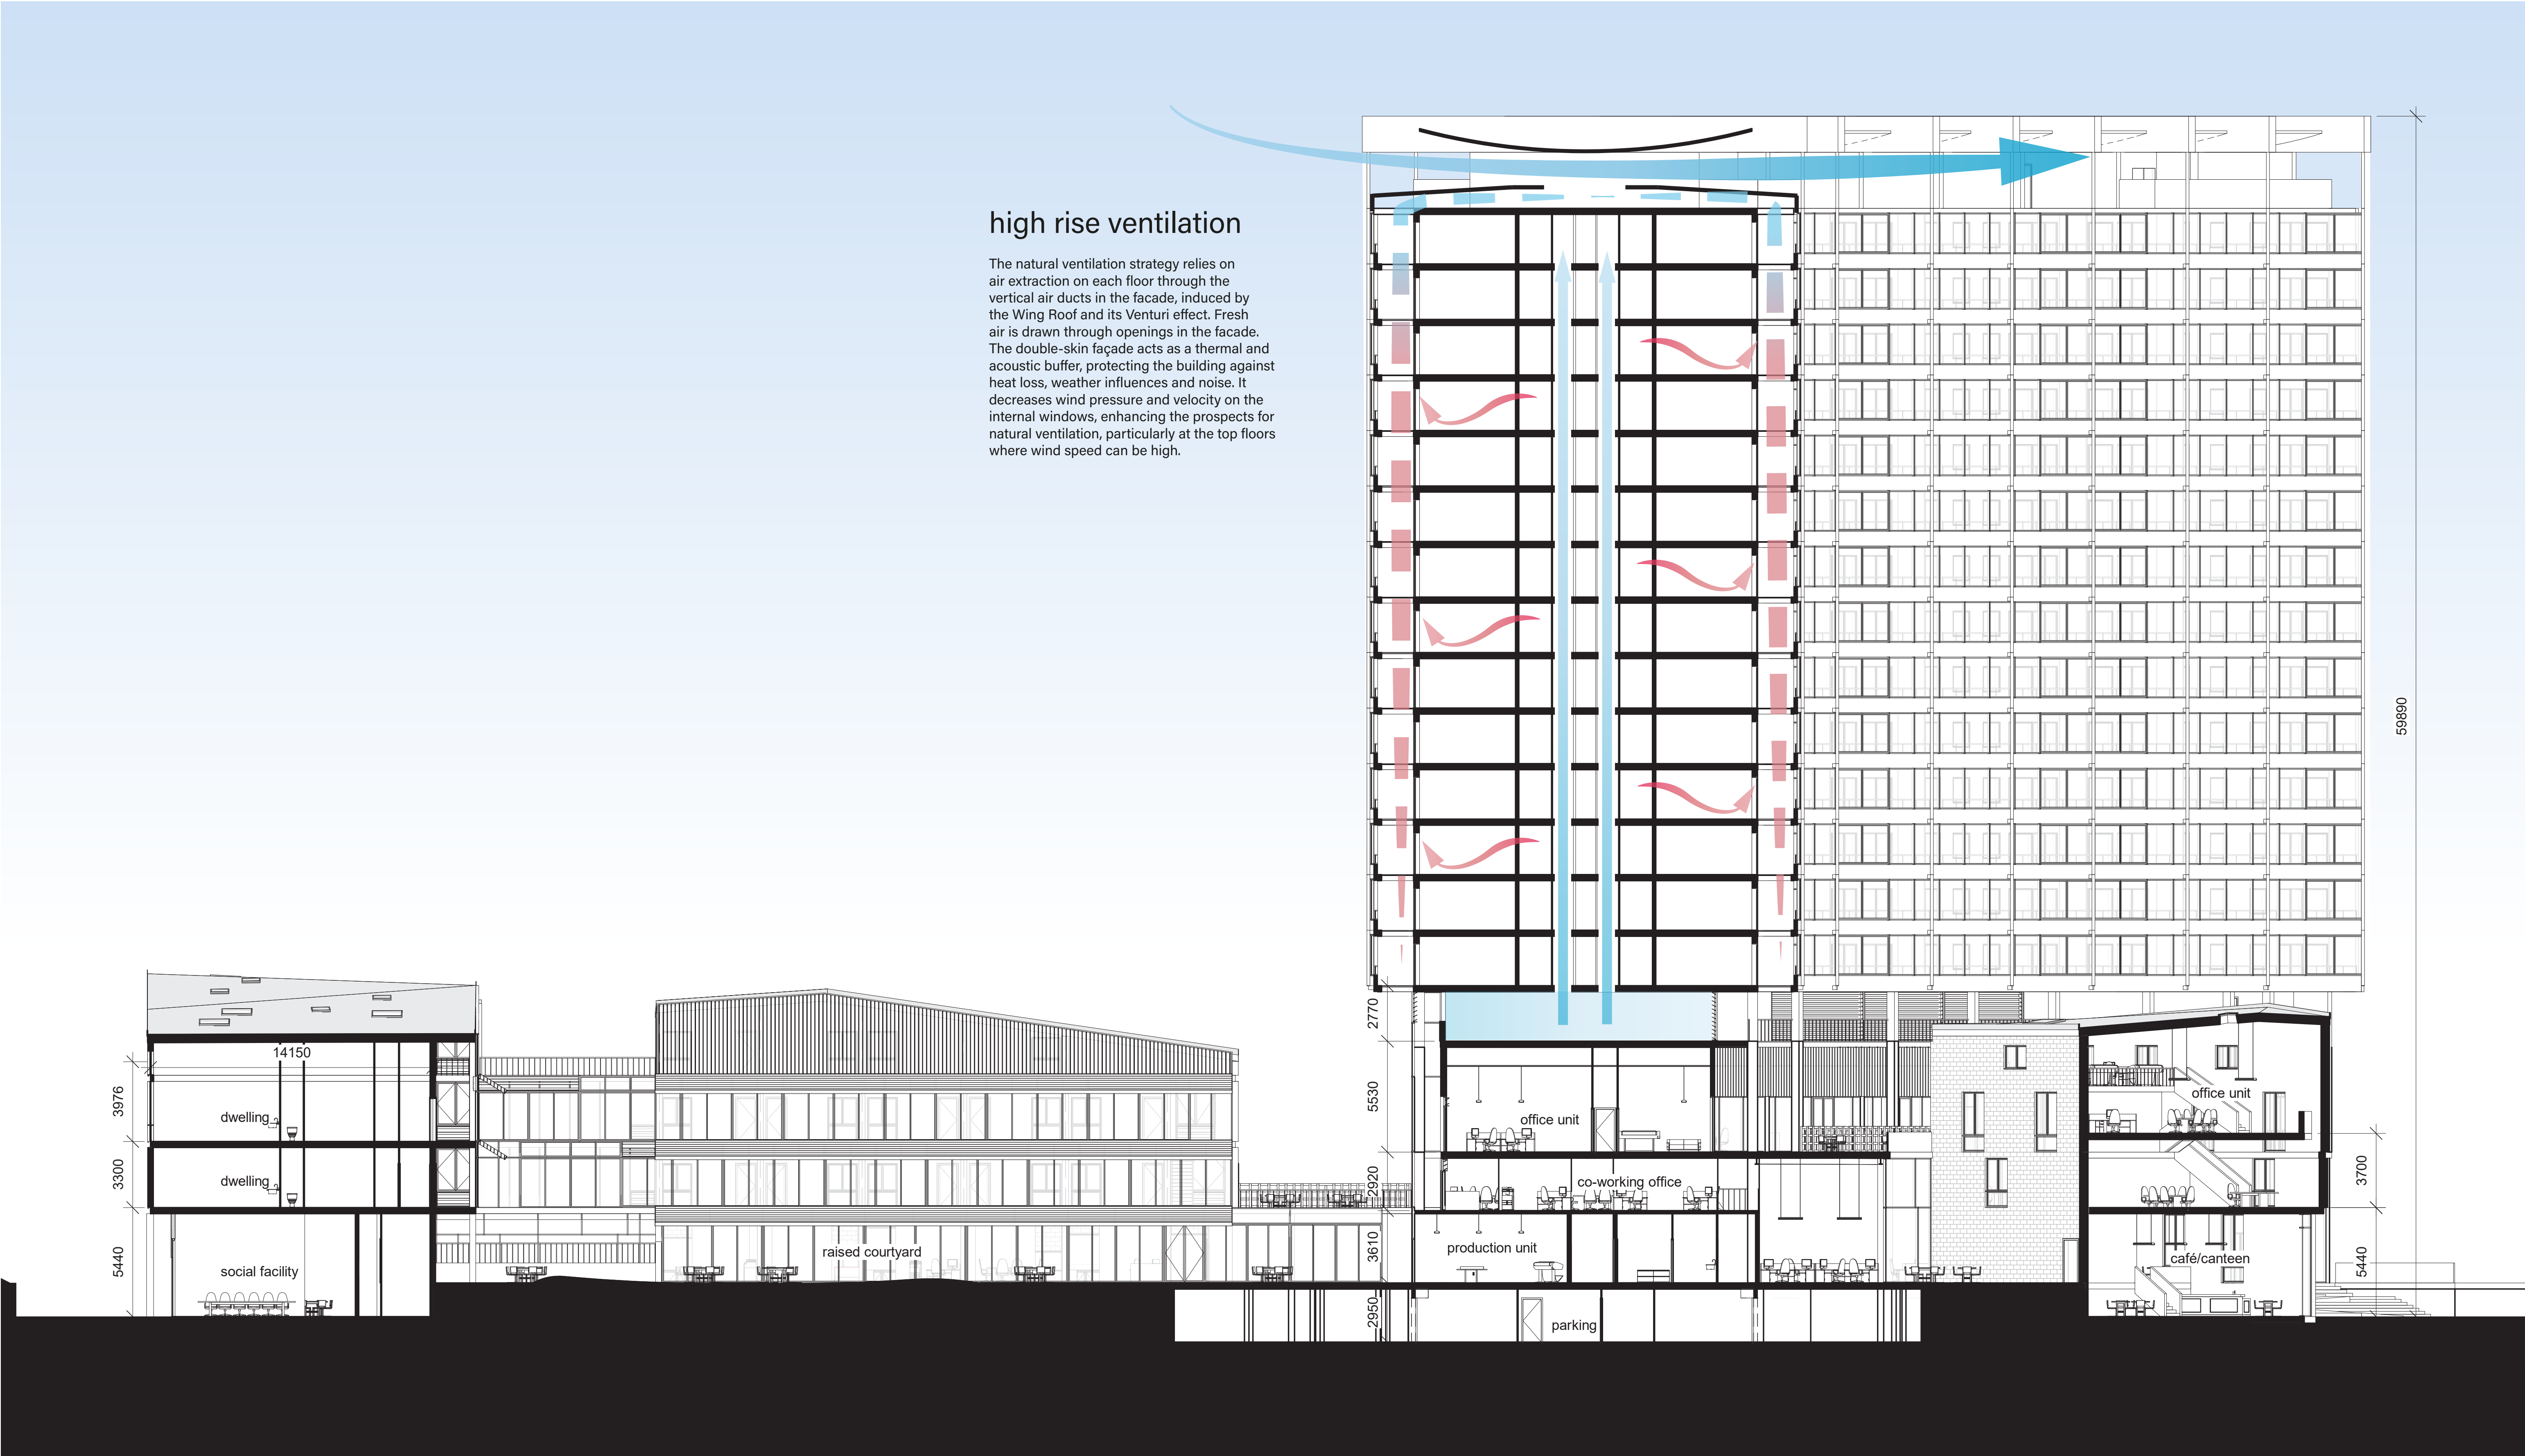 high rise ventilation
The natural ventilation strategy relies on
air extraction on each floor through the
vertical air ducts in the facade, induced by
the Wing Roof and its Venturi effect. Fresh
air is drawn through openings in the facade.
The double-skin façade acts as a thermal and
acoustic buffer, protecting the building against
heat loss, weather influences and noise. It
decreases wind pressure and velocity on the
internal windows, enhancing the prospects for
natural ventilation, particularly at the top floors
where wind speed can be high.
59890
14150
3976
dwelling
3300
dwelling
5440
social facility
raised courtyard
2770
5530
office unit
2920
co-working office
3610
production unit
2950
parking
office unit
3700
café/canteen
5440